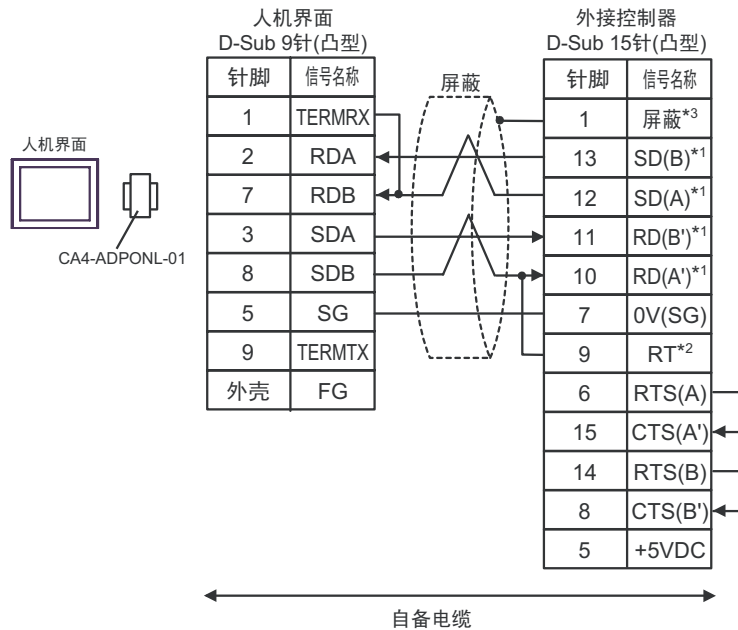 人机界面
D-Sub 9针(凸型)
外接控制器
D-Sub 15针(凸型)
人机界面
CA4-ADPONL-01
屏蔽
针脚 信号名称
1 TERMRX
2 RDA
7 RDB
3 SDA
8 SDB
5 SG
9 TERMTX
外壳 FG
针脚 信号名称
1 屏蔽*3
13 SD(B)*1
12 SD(A)*1
11 RD(B')*1
10 RD(A')*1
7 0V(SG)
9 RT*2
6 RTS(A)
15 CTS(A')
14 RTS(B)
8 CTS(B')
5 +5VDC
自备电缆